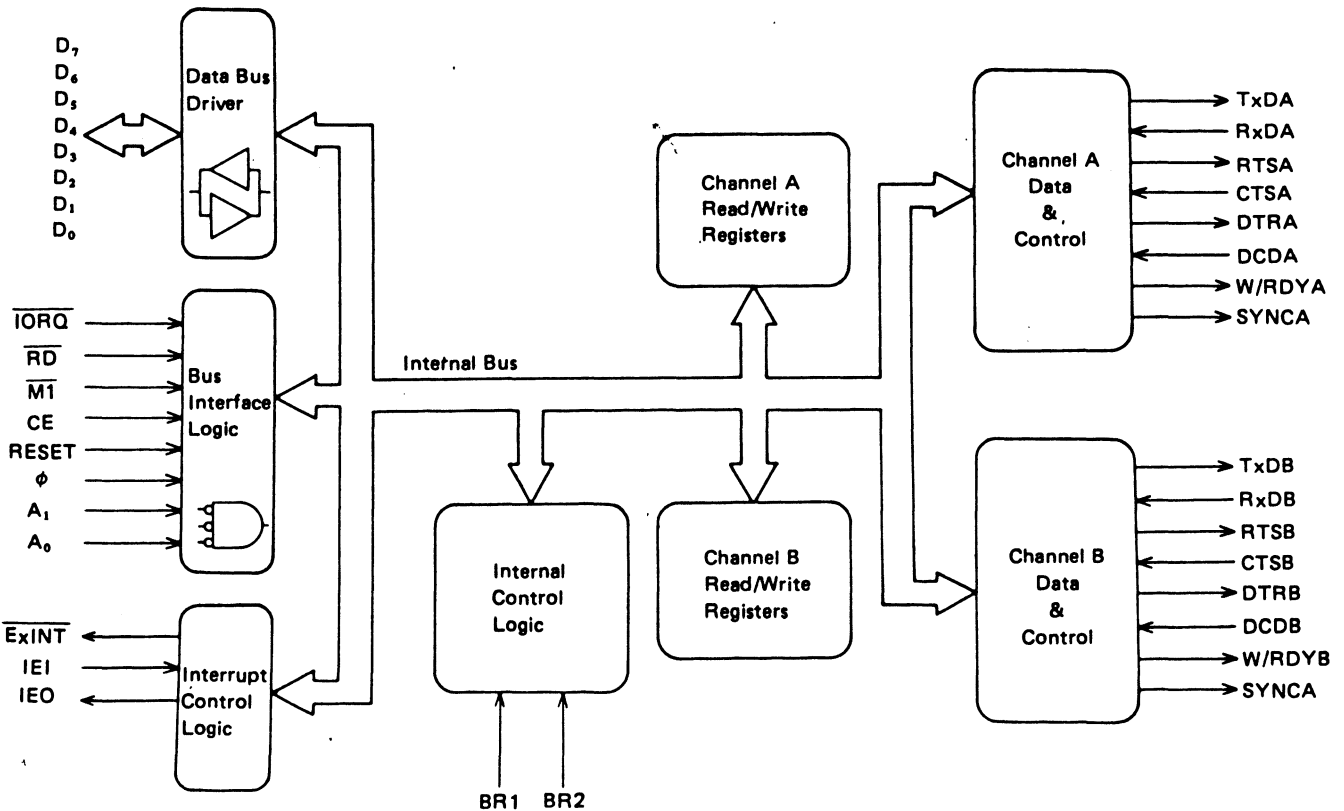 D₇
D₆
D₅
D₄
D₃
D₂
D₁
D₀
Data Bus
Driver
IORQ
RD
M1
CE
RESET
ϕ
A₁
A₀
Bus
Interface
Logic
ExINT
IEI
IEO
Interrupt
Control
Logic
Internal Bus
Channel A
Read/Write
Registers
Internal
Control
Logic
BR1 BR2
Channel B
Read/Write
Registers
Channel A
Data
&
Control
TxDA
RxDA
RTSA
CTSA
DTRA
DCDA
W/RDYA
SYNCA
Channel B
Data
&
Control
TxDB
RxDB
RTSB
CTSB
DTRB
DCDB
W/RDYB
SYNCA